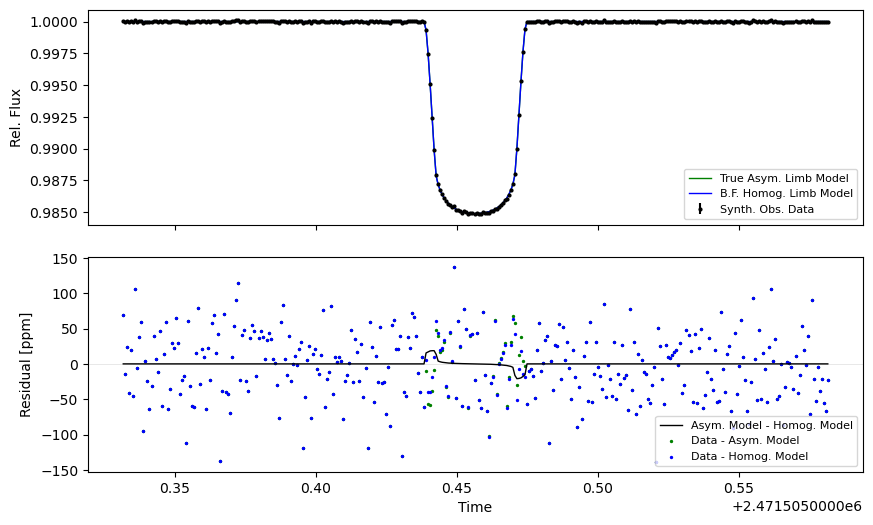 1.0000
0.9975
0.9950
0.9925
0.9900
0.9875
0.9850
Rel. Flux
True Asym. Limb Model
B.F. Homog. Limb Model
Synth. Obs. Data
150
100
50
0
−50
−100
−150
Residual [ppm]
Asym. Model - Homog. Model
Data - Asym. Model
Data - Homog. Model
0.35
0.40
0.45
0.50
0.55
Time
+2.4715050000e6